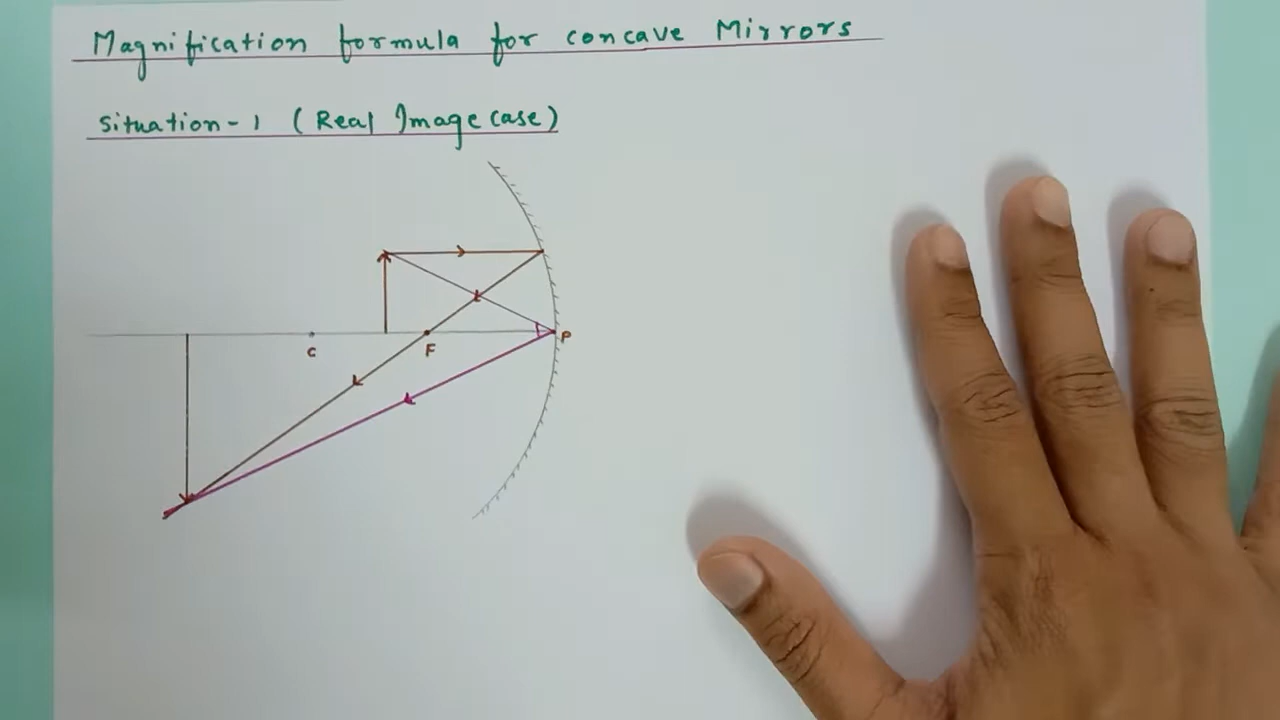 Magnification formula for concave Mirrors
Situation-1 (Real Image case)
C F P